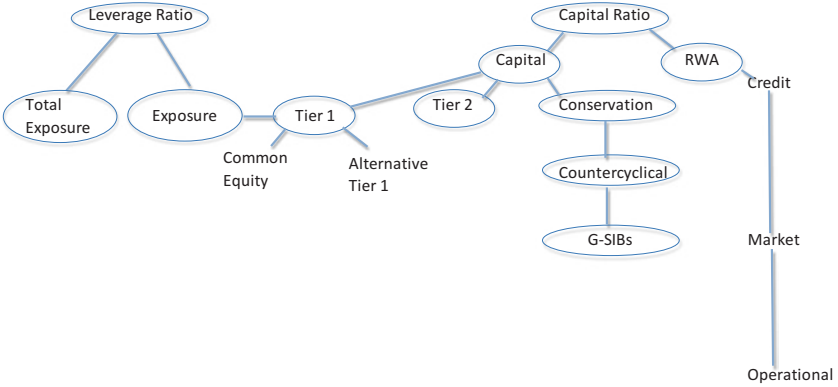 Leverage Ratio
Capital Ratio
Capital
RWA
Credit
Total
Exposure
Exposure
Tier 1
Tier 2
Conservation
Common
Equity
Alternative
Tier 1
Countercyclical
G-SIBs
Market
Operational